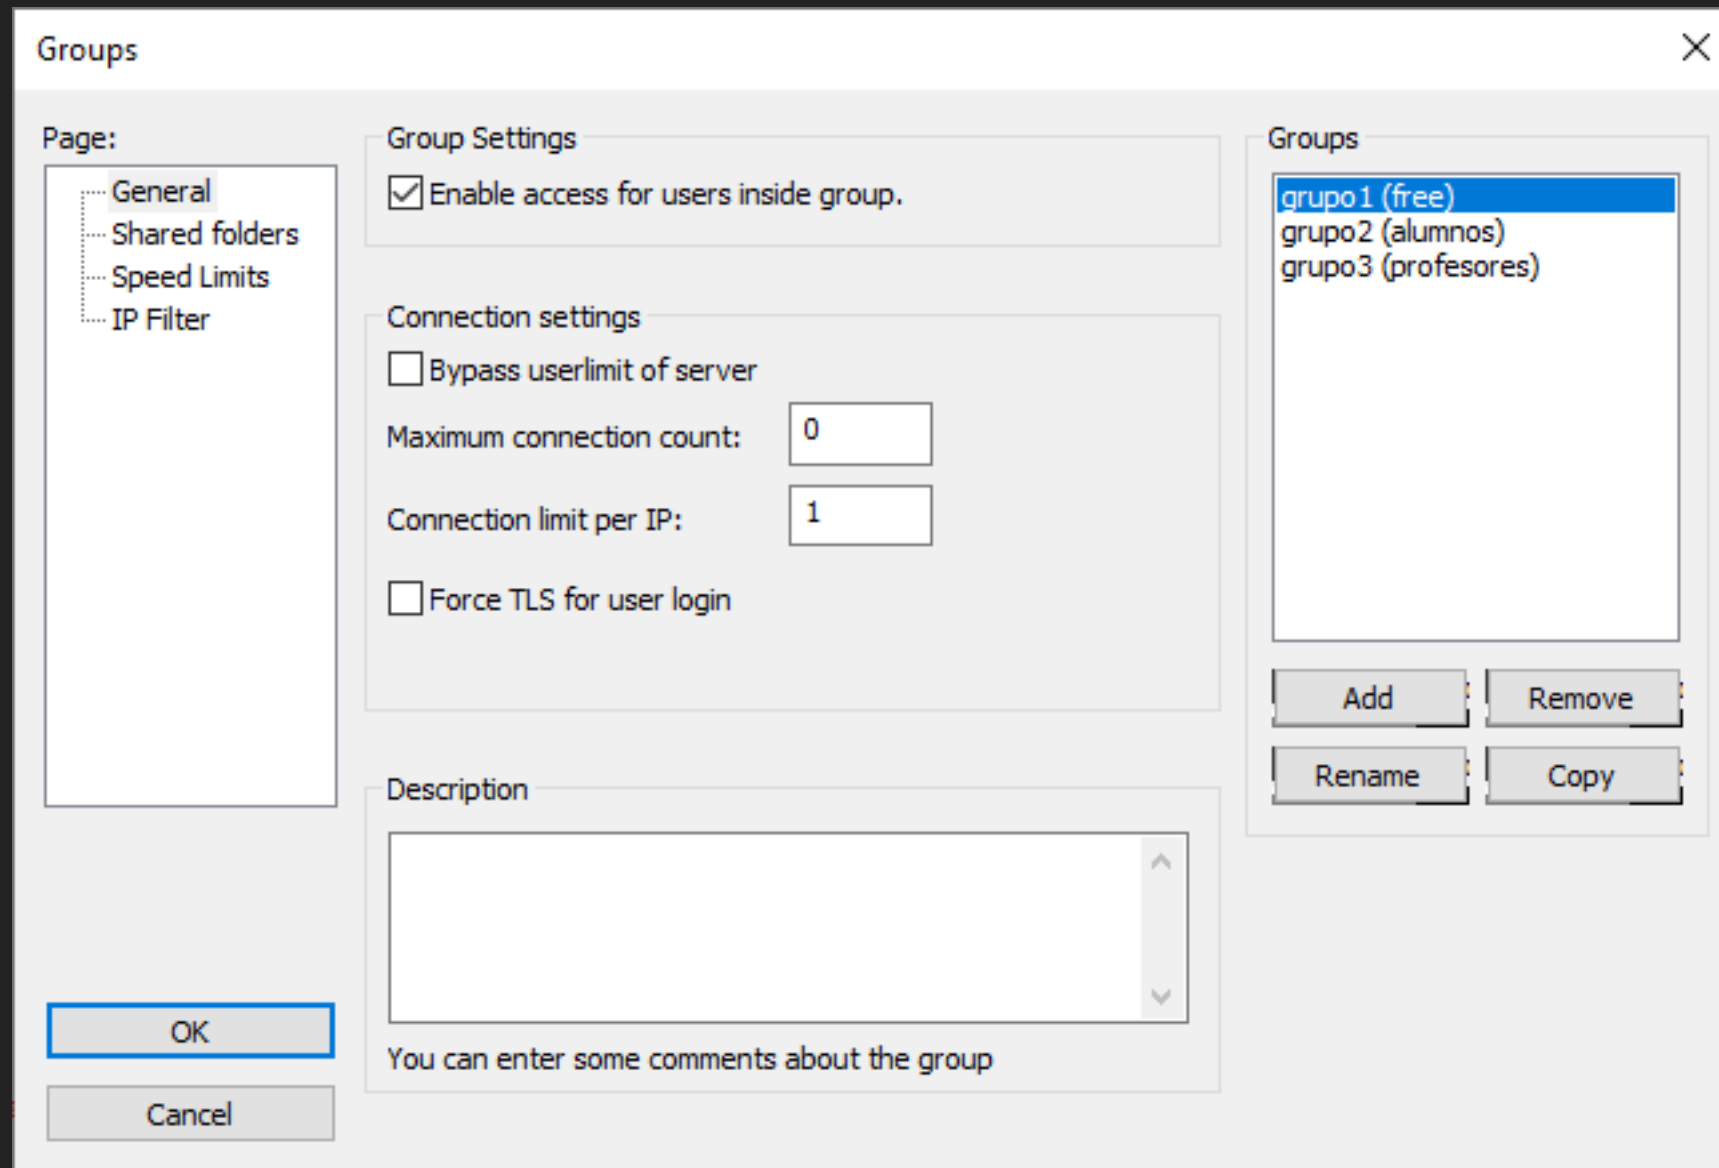 Groups
Page:
General
Shared folders
Speed Limits
IP Filter
OK
Cancel
Group Settings
Enable access for users inside group.
Connection settings
Bypass userlimit of server
Maximum connection count: 0
Connection limit per IP: 1
Force TLS for user login
Description
You can enter some comments about the group
Groups
grupo1 (free)
grupo2 (alumnos)
grupo3 (profesores)
Add Remove
Rename Copy